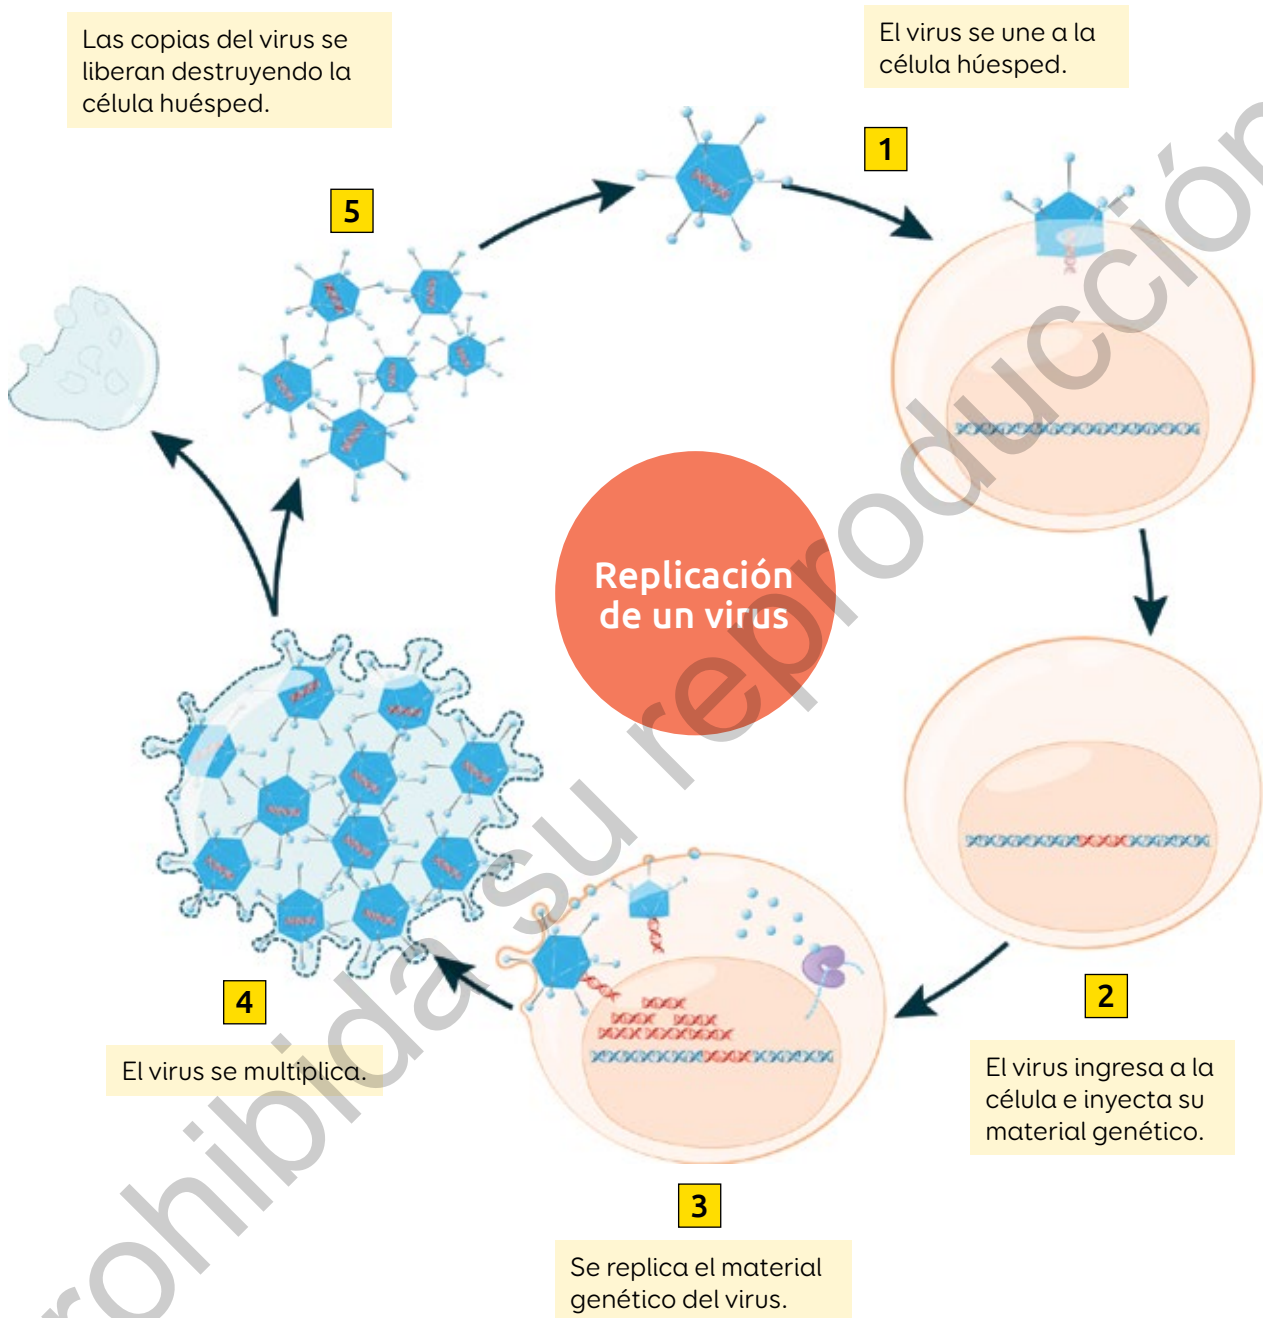 Las copias del virus se
liberan destruyendo la
célula huésped.
El virus se une a la
célula húesped.
1
5
Replicación
de un virus
4
El virus se multiplica.
2
El virus ingresa a la
célula e inyecta su
material genético.
3
Se replica el material
genético del virus.
rohibida su reproducción